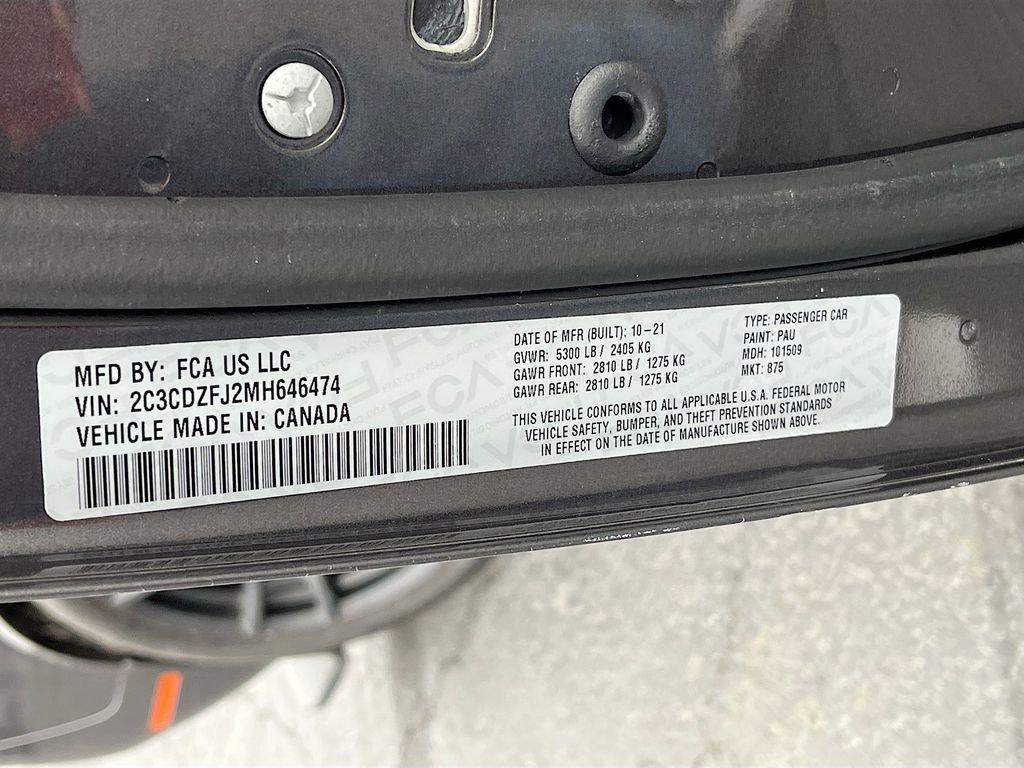 MFD BY: FCA US LLC
VIN: 2C3CDZFJ2MH646474
VEHICLE MADE IN: CANADA
DATE OF MFR (BUILT): 10-21
GVWR: 5300 LB / 2405 KG
GAWR FRONT: 2810 LB / 1275 KG
GAWR REAR: 2810 LB / 1275 KG
TYPE: PASSENGER CAR
PAINT: PAU
MDH: 101509
MKT: 875
THIS VEHICLE CONFORMS TO ALL APPLICABLE U.S.A. FEDERAL MOTOR
VEHICLE SAFETY, BUMPER, AND THEFT PREVENTION STANDARDS
IN EFFECT ON THE DATE OF MANUFACTURE SHOWN ABOVE.